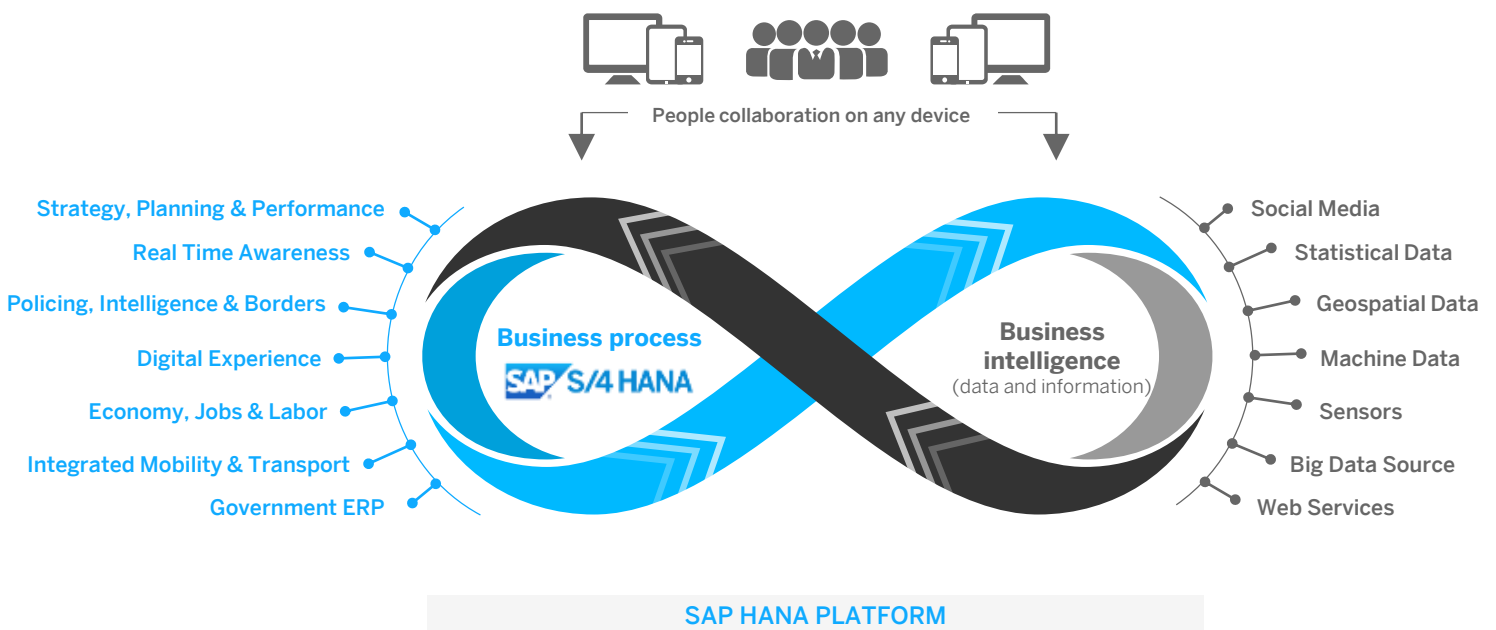 People collaboration on any device
Strategy, Planning & Performance
Real Time Awareness
Policing, Intelligence & Borders
Digital Experience
Economy, Jobs & Labor
Integrated Mobility & Transport
Government ERP
Business process
SAP S/4 HANA
Business
intelligence
(data and information)
Social Media
Statistical Data
Geospatial Data
Machine Data
Sensors
Big Data Source
Web Services
SAP HANA PLATFORM